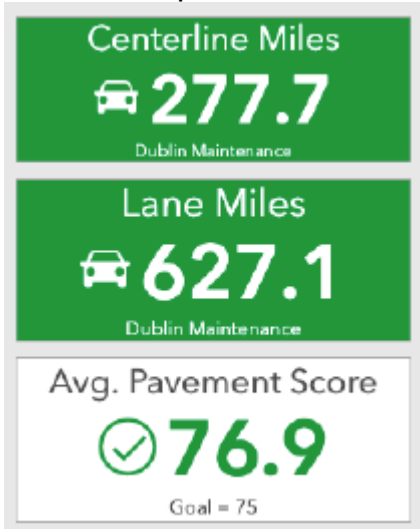 Centerline Miles
277.7
Dublin Maintenance
Lane Miles
627.1
Dublin Maintenance
Avg. Pavement Score
76.9
Goal = 75